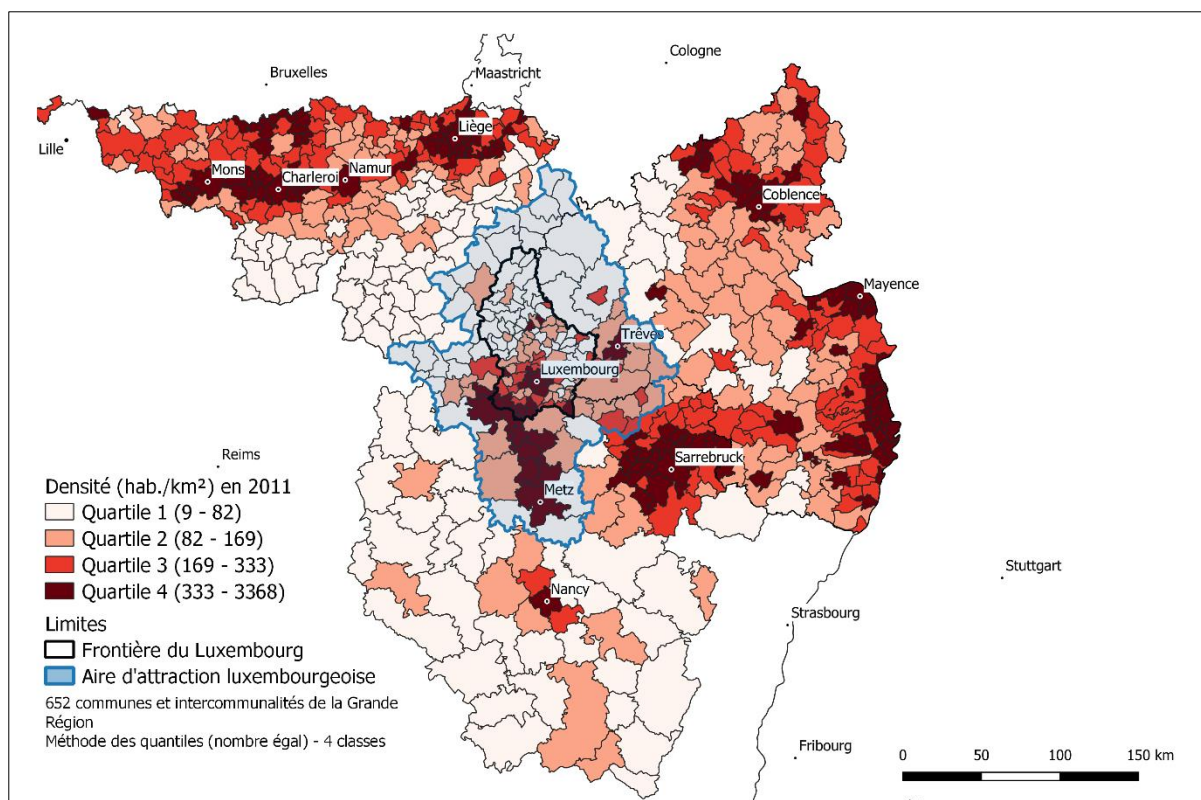 Cologne
Bruxelles
Maastricht
Lille
Liège
Mons
Namur
Charleroi
Coblence
Mayence
Trêves
Luxembourg
Reims
Sarrebruck
Metz
Densité (hab./km²) en 2011
Quartile 1 (9 - 82)
Quartile 2 (82 - 169)
Quartile 3 (169 - 333)
Quartile 4 (333 - 3368)
Limites
Frontière du Luxembourg
Aire d'attraction luxembourgeoise
652 communes et intercommunalités de la Grande
Région
Méthode des quantiles (nombre égal) - 4 classes
Nancy
Stuttgart
Strasbourg
Fribourg
0 50 100 150 km